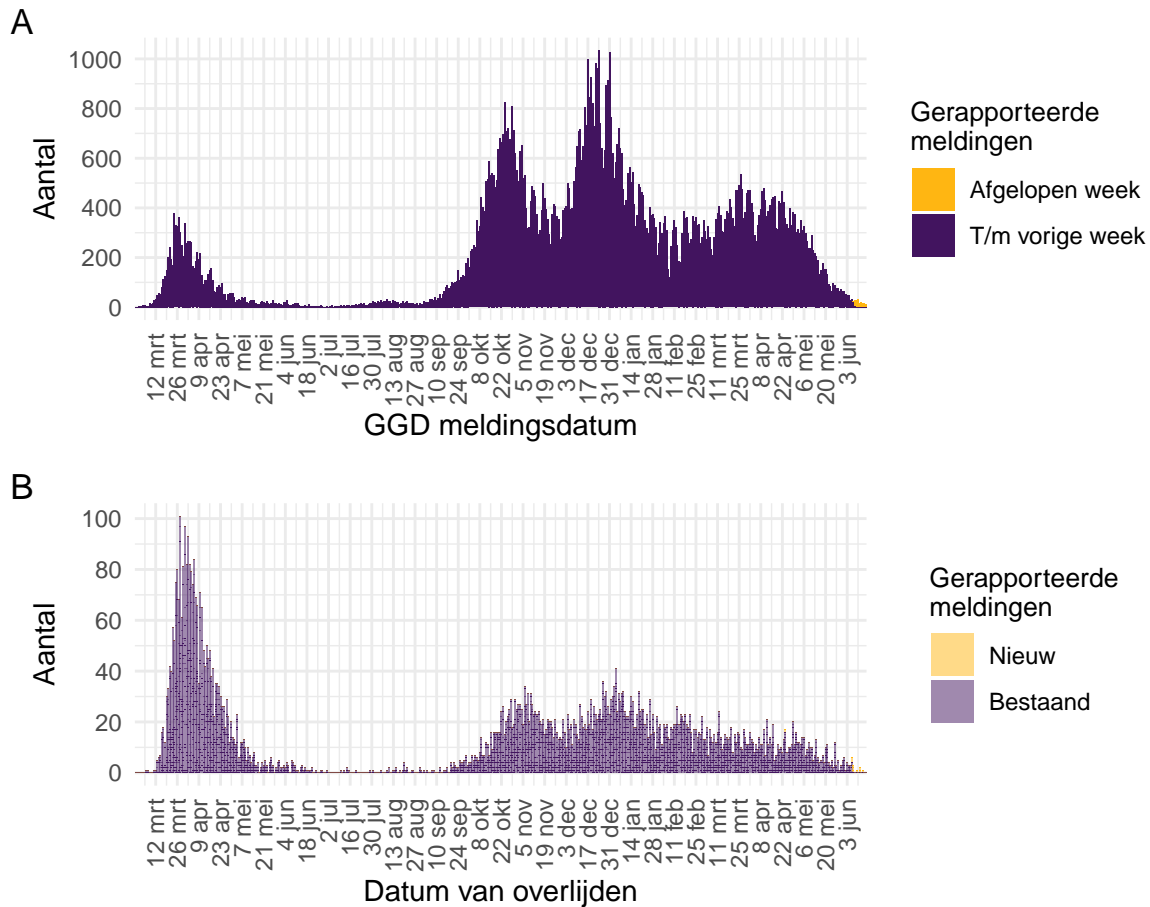 A
1000
800
600
400
200
0
Aantal
12 mrt
26 mrt
9 apr
23 apr
7 mei
21 mei
4 jun
18 jun
2 jul
16 jul
30 jul
13 aug
27 aug
10 sep
24 sep
8 okt
22 okt
5 nov
19 nov
3 dec
17 dec
31 dec
14 jan
28 jan
11 feb
25 feb
11 mrt
25 mrt
8 apr
22 apr
6 mei
20 mei
3 jun
GGD meldingsdatum
Gerapporteerde
meldingen
Afgelopen week
T/m vorige week
B
100
80
60
40
20
0
Aantal
12 mrt
26 mrt
9 apr
23 apr
7 mei
21 mei
4 jun
18 jun
2 jul
16 jul
30 jul
13 aug
27 aug
10 sep
24 sep
8 okt
22 okt
5 nov
19 nov
3 dec
17 dec
31 dec
14 jan
28 jan
11 feb
25 feb
11 mrt
25 mrt
8 apr
22 apr
6 mei
20 mei
3 jun
Datum van overlijden
Gerapporteerde
meldingen
Nieuw
Bestaand